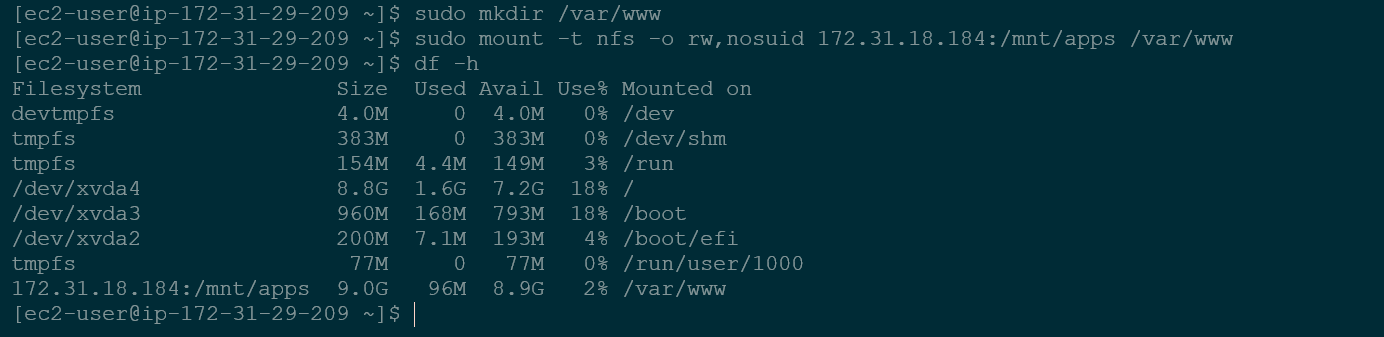 [ec2-user@ip-172-31-29-209 ~]$ sudo mkdir /var/www
[ec2-user@ip-172-31-29-209 ~]$ sudo mount -t nfs -o rw,nosuid 172.31.18.184:/mnt/apps /var/www
[ec2-user@ip-172-31-29-209 ~]$ df -h
Filesystem               Size  Used Avail Use% Mounted on
devtmpfs                 4.0M     0  4.0M   0% /dev
tmpfs                    383M     0  383M   0% /dev/shm
tmpfs                    154M  4.4M  149M   3% /run
/dev/xvda4               8.8G  1.6G  7.2G  18% /
/dev/xvda3               960M  168M  793M  18% /boot
/dev/xvda2               200M  7.1M  193M   4% /boot/efi
tmpfs                     77M     0   77M   0% /run/user/1000
172.31.18.184:/mnt/apps  9.0G   96M  8.9G   2% /var/www
[ec2-user@ip-172-31-29-209 ~]$